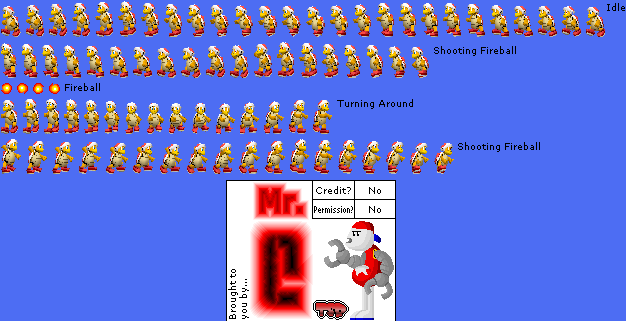 Idle
Shooting Fireball
Fireball
Turning Around
Shooting Fireball
Mr.
C
Credit? No
Permission? No
Brought to
you by...